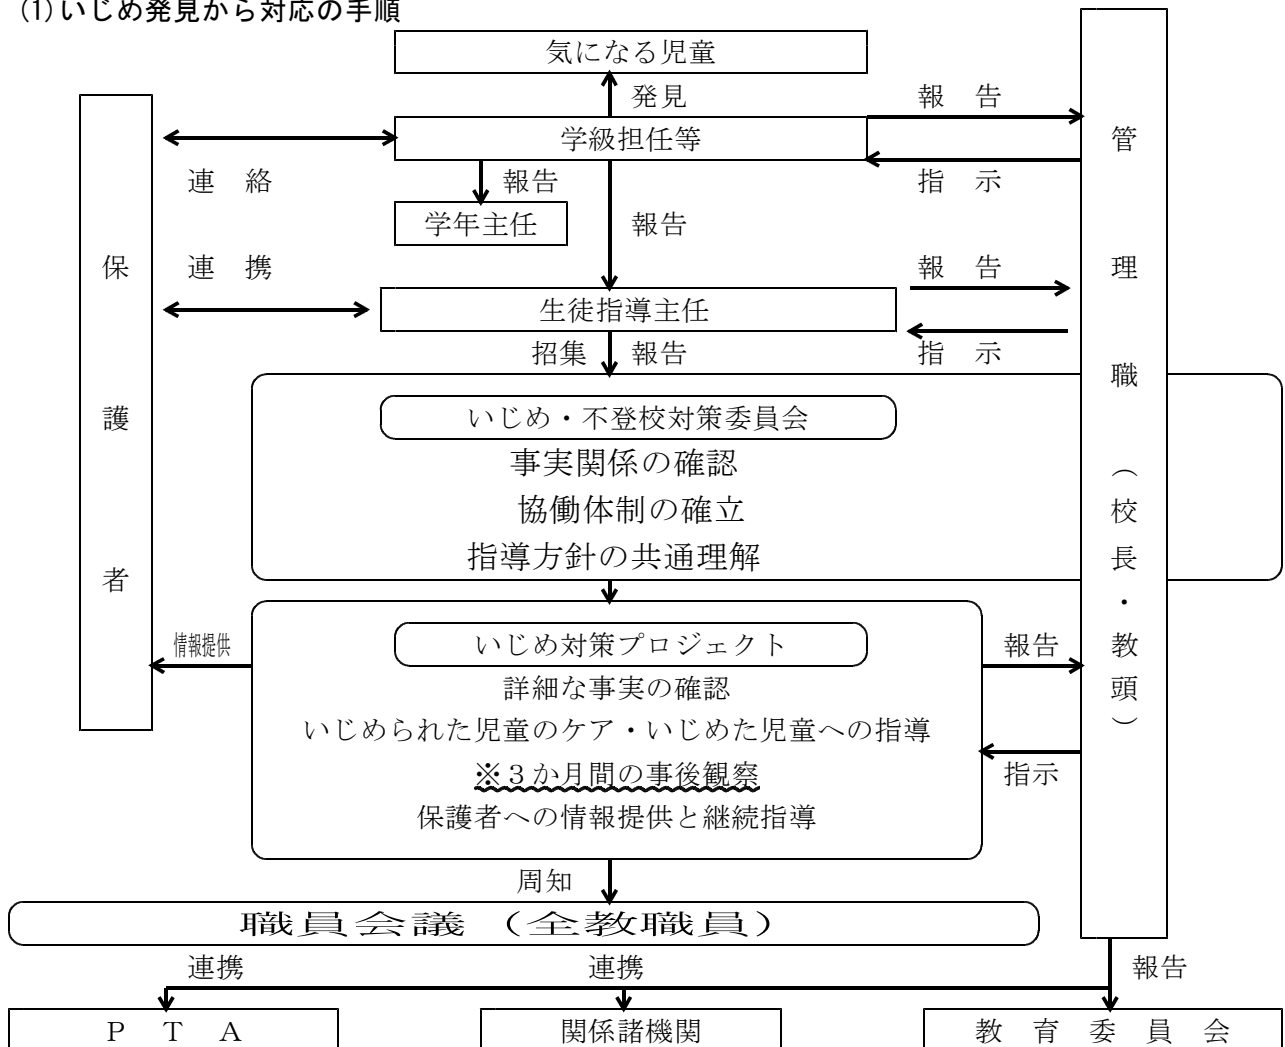 (1)いじめ発見から対応の手順
気になる児童
発見
報　告
学級担任等
連　絡
報告
指　示
学年主任
報告
連　携
報　告
生徒指導主任
招集
報告
指　示
保護者
管理職（校長・教頭）
いじめ・不登校対策委員会
事実関係の確認
協働体制の確立
指導方針の共通理解
情報提供
いじめ対策プロジェクト
報告
詳細な事実の確認
いじめられた児童のケア・いじめた児童への指導
※３か月間の事後観察
指示
保護者への情報提供と継続指導
周知
職員会議（全教職員）
連携
連携
報告
Ｐ　Ｔ　Ａ
関係諸機関
教　育　委　員　会